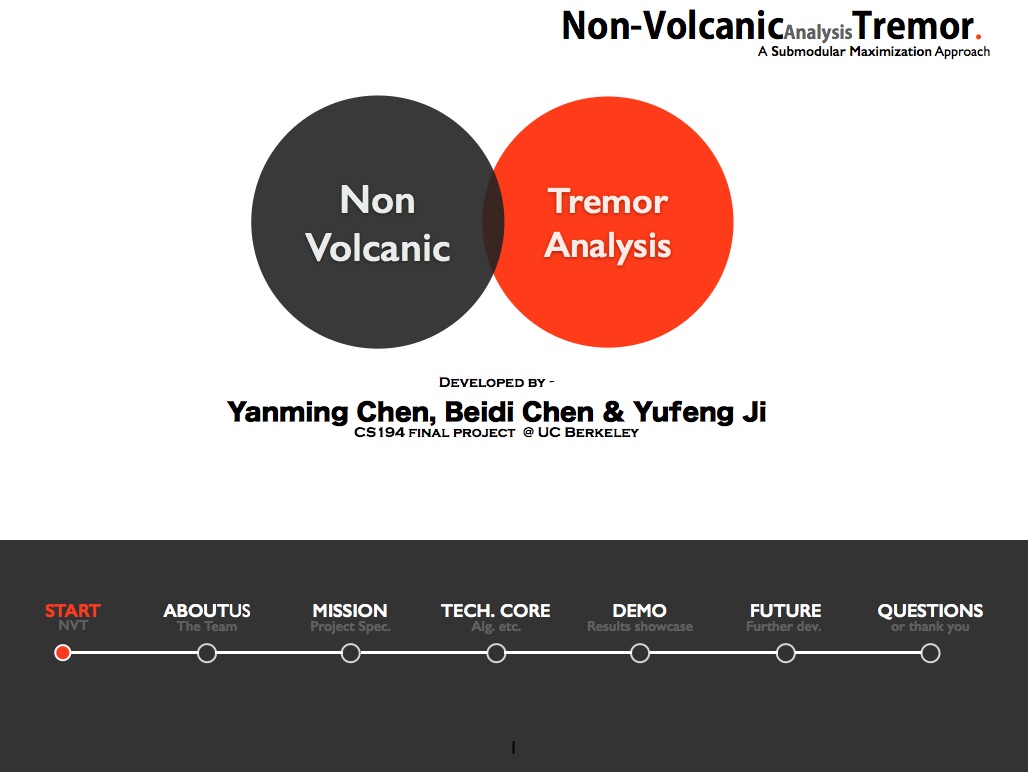 Non-VolcanicAnalysisTremor.
A Submodular Maximization Approach
Non
Volcanic
Tremor
Analysis
DEVELOPED BY -
Yanming Chen, Beidi Chen & Yufeng Ji
CS194 FINAL PROJECT @ UC BERKELEY
START
NVT
ABOUTUS
The Team
MISSION
Project Spec.
TECH. CORE
Alg. etc.
DEMO
Results showcase
FUTURE
Further dev.
QUESTIONS
or thank you
1